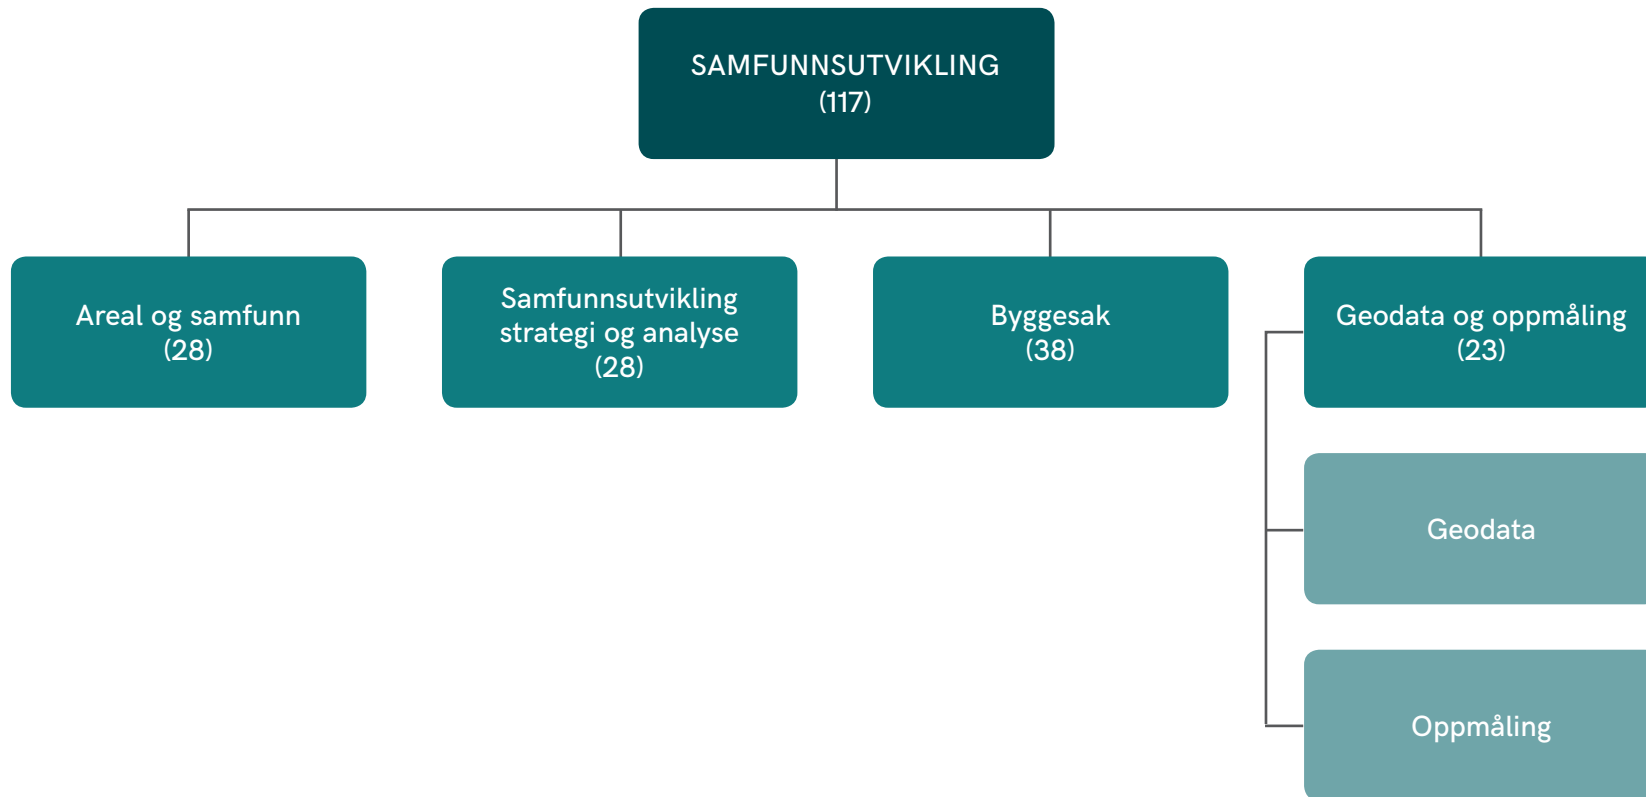 SAMFUNNSUTVIKLING
(117)
Areal og samfunn
(28)
Samfunnsutvikling
strategi og analyse
(28)
Byggesak
(38)
Geodata og oppmåling
(23)
Geodata
Oppmåling